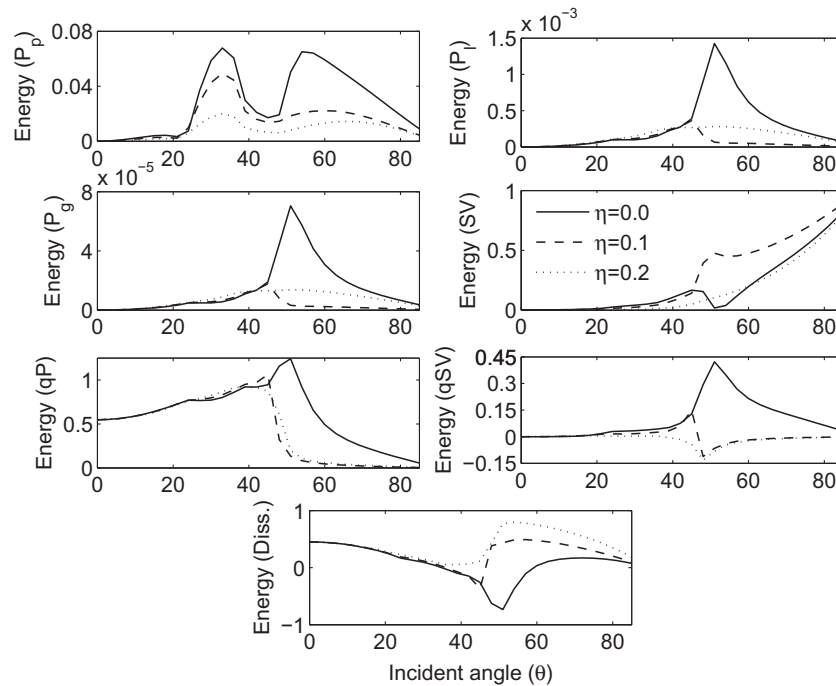 Energy (P_p)
0.08
0.04
0
0 20 40 60 80
x 10^−3
Energy (P_l)
1.5
1
0.5
0
0 20 40 60 80
x 10^−5
Energy (P_g)
8
4
0
0 20 40 60 80
Energy (SV)
1
0.5
0
η=0.0
η=0.1
η=0.2
0 20 40 60 80
Energy (qP)
1
0.5
0
0 20 40 60 80
Energy (qSV)
0.45
0.3
0.15
0
−0.15
0 20 40 60 80
Energy (Diss.)
1
0
−1
0 20 40 60 80
Incident angle (θ)